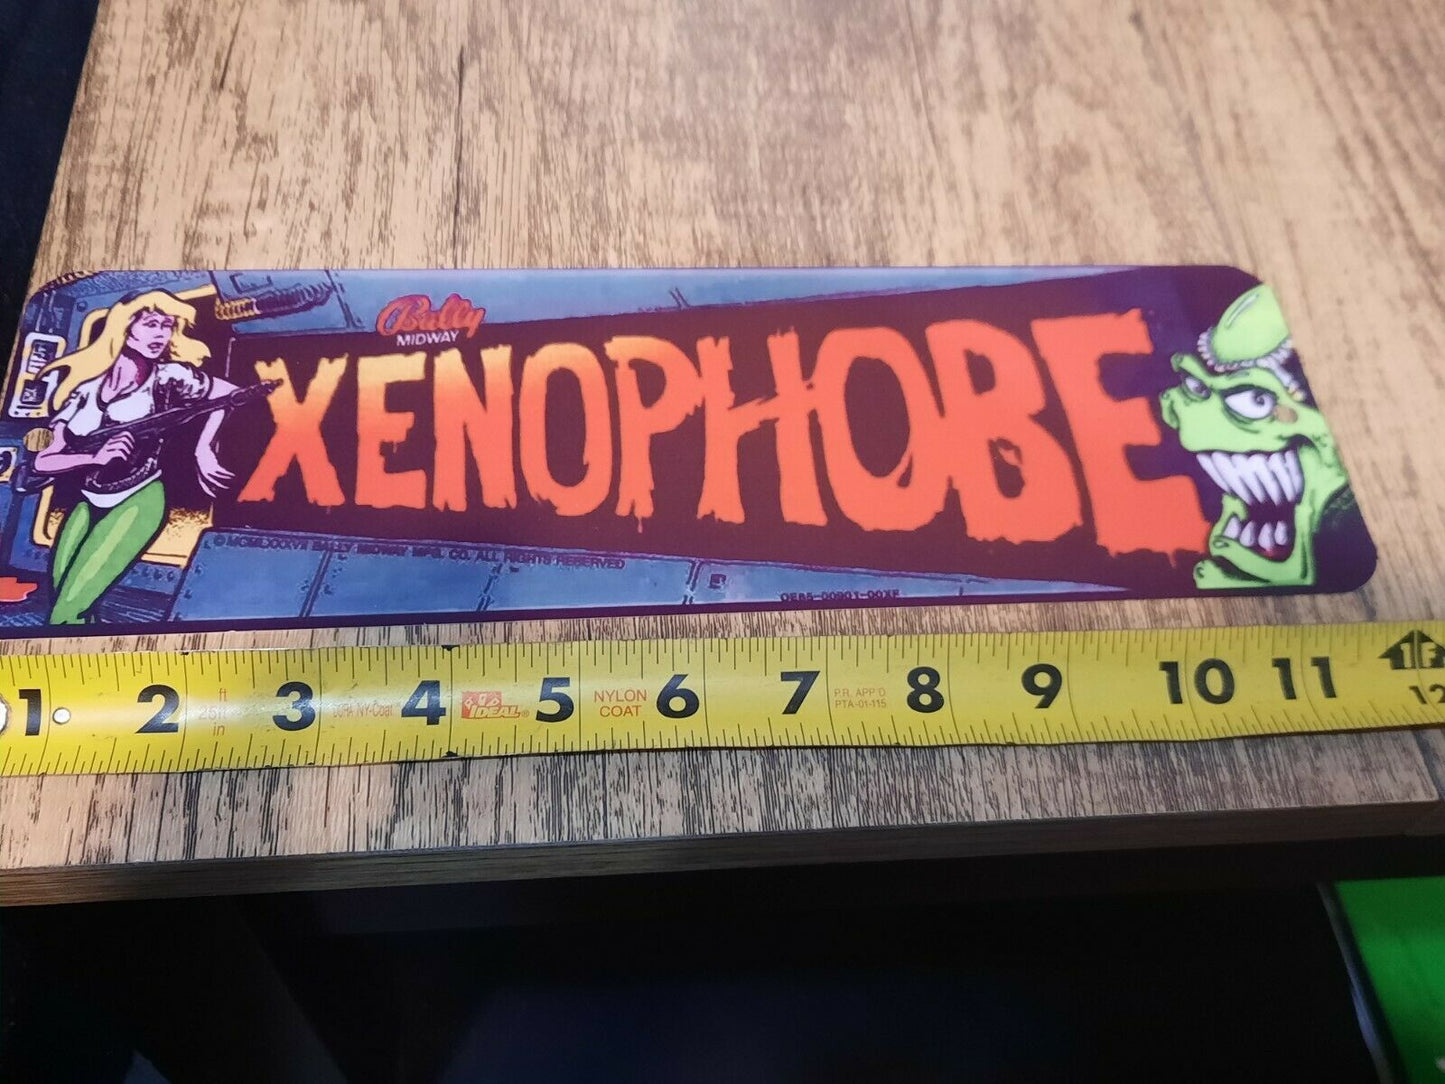 Bally
MIDWAY
XENOPHOBE
© MCMLXXXVII BALLY MIDWAY MFG. CO. ALL RIGHTS RESERVED
1 2 ft 3 4 IDEAL® 5 NYLON COAT 6 7 P.R. APP'D PTA-01-115 8 9 10 11 1F
in
12